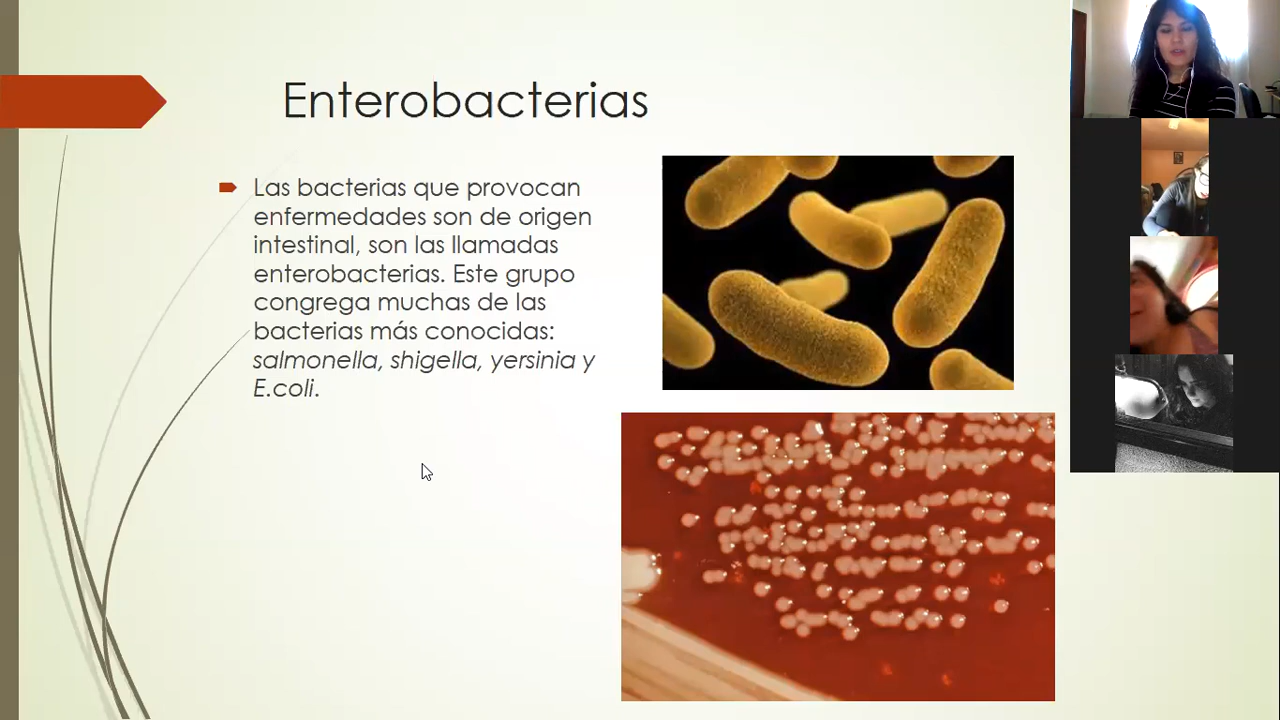 Enterobacterias
Las bacterias que provocan
enfermedades son de origen
intestinal, son las llamadas
enterobacterias. Este grupo
congrega muchas de las
bacterias más conocidas:
salmonella, shigella, yersinia y
E.coli.